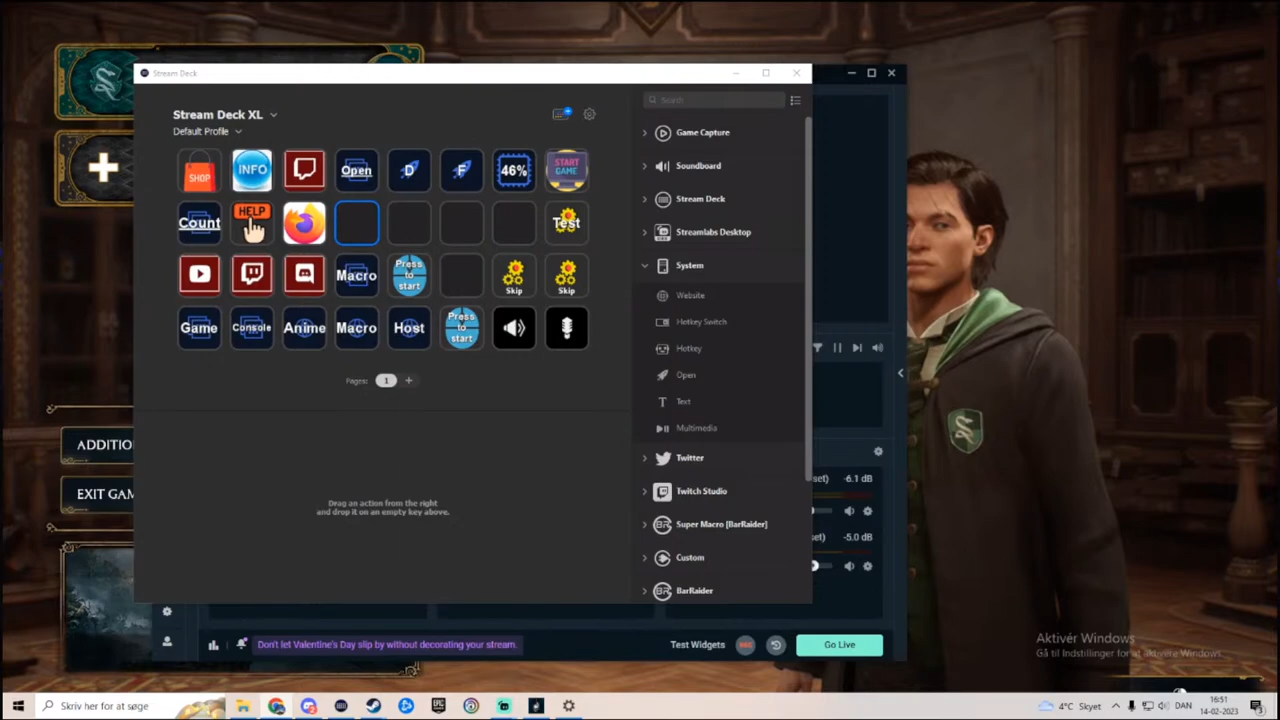 Stream Deck
Stream Deck XL
Default Profile
Search
SHOP
INFO
Open
D
F
46%
START GAME
Count
HELP
Test
Macro
Press to start
Skip
Skip
Game
Console
Anime
Macro
Host
Press to start
Pages:
1
+
Drag an action from the right
and drop it on an empty key above.
Game Capture
Soundboard
Stream Deck
Streamlabs Desktop
System
Website
Hotkey Switch
Hotkey
Open
Text
Multimedia
Twitter
Twitch Studio
Super Macro [BarRaider]
Custom
BarRaider
ADDITIO
EXIT GAM
set)
-6.1 dB
set)
-5.0 dB
Don't let Valentine's Day slip by without decorating your stream.
Test Widgets
REC
Go Live
Aktivér Windows
Gå til Indstillinger for at aktivere Windows.
Skriv her for at søge
4°C Skyet
DAN
16:51
14-02-2023
3